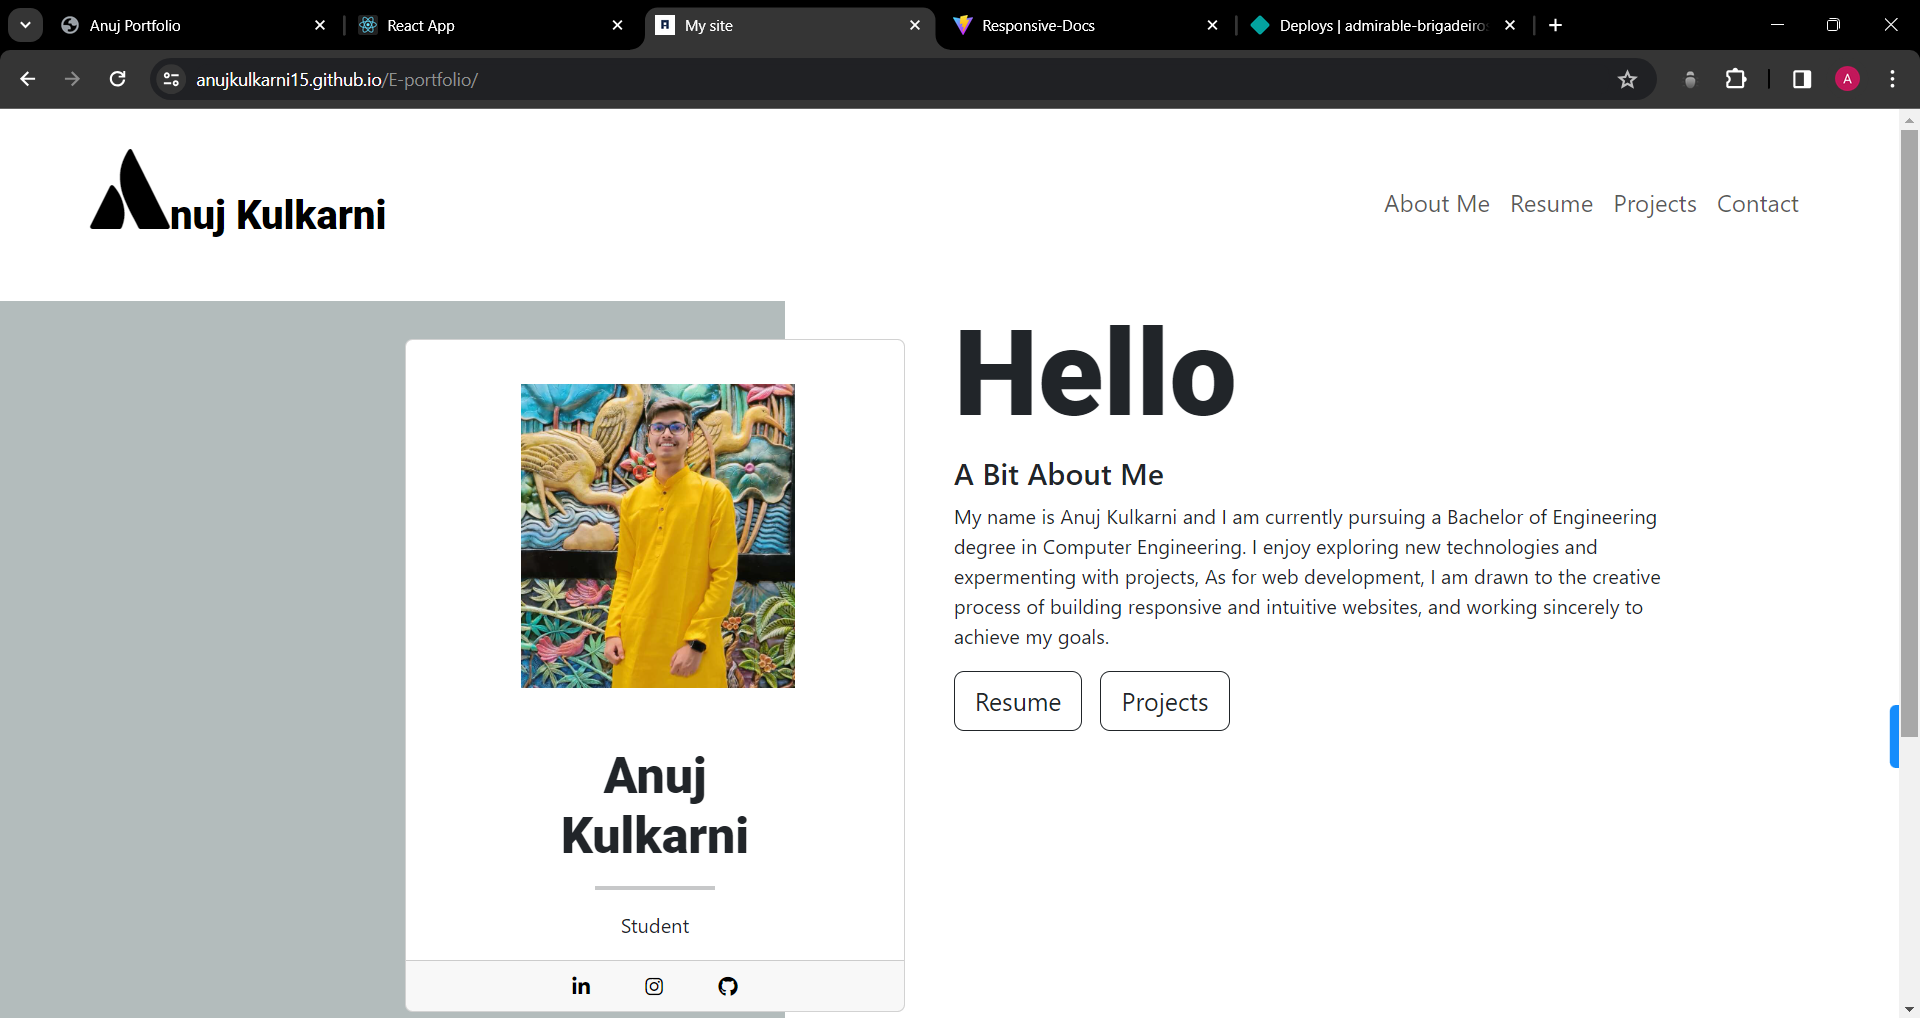 Anuj Portfolio
React App
My site
Responsive-Docs
Deploys | admirable-brigadeiros
anujkulkarni15.github.io/E-portfolio/
A
Anuj Kulkarni
About Me Resume Projects Contact
Hello
A Bit About Me
My name is Anuj Kulkarni and I am currently pursuing a Bachelor of Engineering
degree in Computer Engineering. I enjoy exploring new technologies and
expermenting with projects, As for web development, I am drawn to the creative
process of building responsive and intuitive websites, and working sincerely to
achieve my goals.
Resume Projects
Anuj
Kulkarni
Student
in